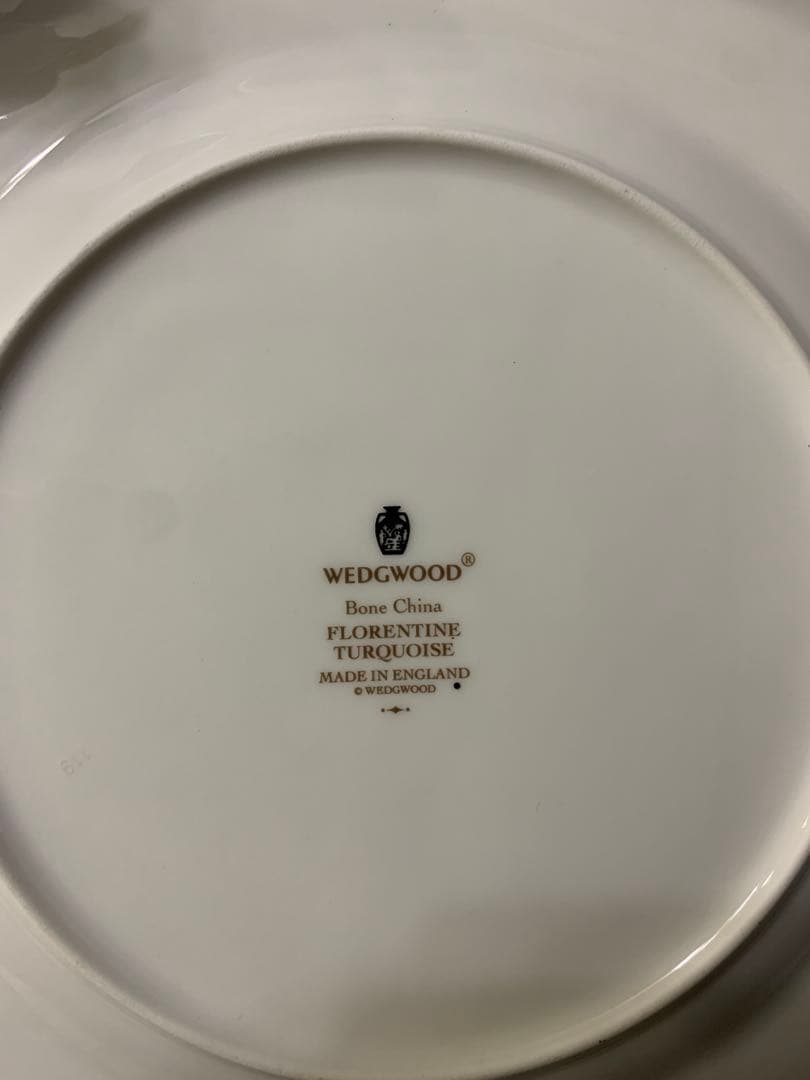 WEDGWOOD®
Bone China
FLORENTINE
TURQUOISE
MADE IN ENGLAND
© WEDGWOOD